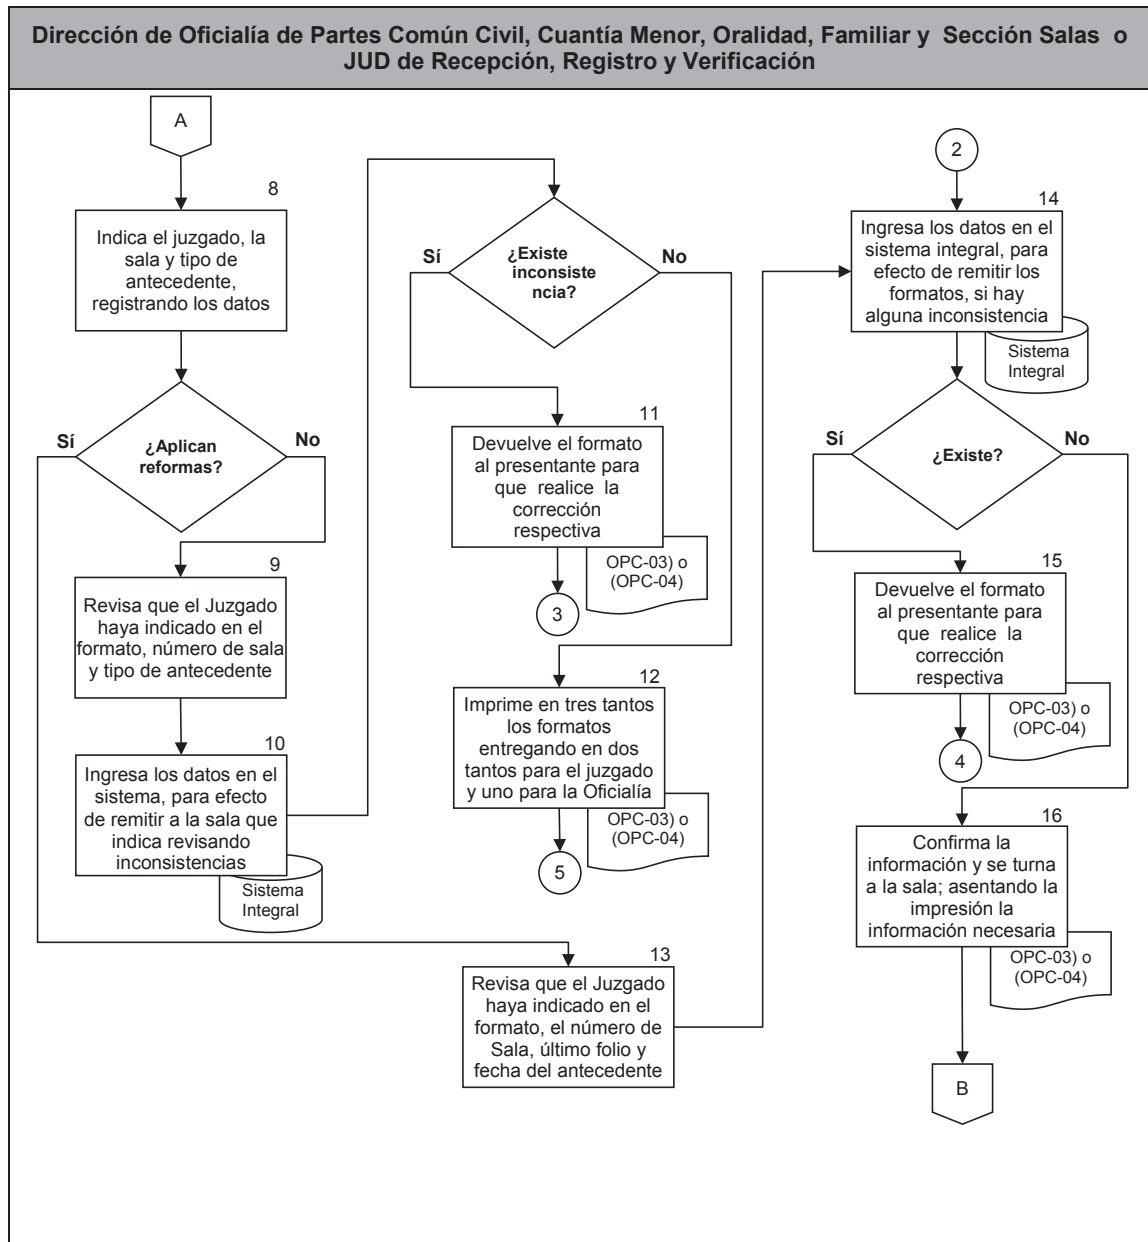 Dirección de Oficialía de Partes Común Civil, Cuantía Menor, Oralidad, Familiar y Sección Salas o
JUD de Recepción, Registro y Verificación
A
8
Indica el juzgado, la
sala y tipo de
antecedente,
registrando los datos
¿Aplican
reformas?
Sí
No
9
Revisa que el Juzgado
haya indicado en el
formato, número de sala
y tipo de antecedente
10
Ingresa los datos en el
sistema, para efecto
de remitir a la sala que
indica revisando
inconsistencias
Sistema
Integral
¿Existe
inconsiste
ncia?
Sí
No
11
Devuelve el formato
al presentante para
que realice la
corrección
respectiva
OPC-03) o
(OPC-04)
3
12
Imprime en tres tantos
los formatos
entregando en dos
tantos para el juzgado
y uno para la Oficialía
OPC-03) o
(OPC-04)
5
13
Revisa que el Juzgado
haya indicado en el
formato, el número de
Sala, último folio y
fecha del antecedente
2
14
Ingresa los datos en el
sistema integral, para
efecto de remitir los
formatos, si hay
alguna inconsistencia
Sistema
Integral
¿Existe?
Sí
No
15
Devuelve el formato
al presentante para
que realice la
corrección
respectiva
OPC-03) o
(OPC-04)
4
16
Confirma la
información y se turna
a la sala; asentando la
impresión la
información necesaria
OPC-03) o
(OPC-04)
B